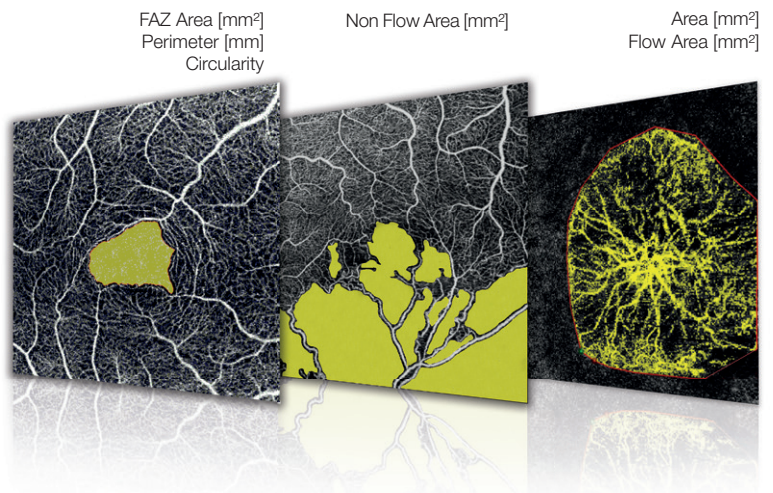 FAZ Area [mm²]
Perimeter [mm]
Circularity
Non Flow Area [mm²]
Area [mm²]
Flow Area [mm²]